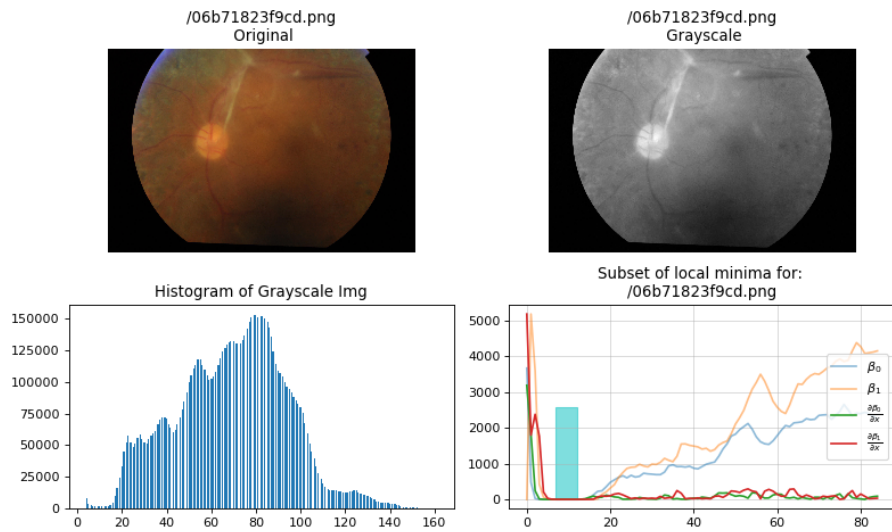 /06b71823f9cd.png
Original
/06b71823f9cd.png
Grayscale
Histogram of Grayscale Img
150000
125000
100000
75000
50000
25000
0
0 20 40 60 80 100 120 140 160
Subset of local minima for:
/06b71823f9cd.png
5000
4000
3000
2000
1000
0
0 20 40 60 80
β₀
β₁
∂β₀/∂x
∂β₁/∂x